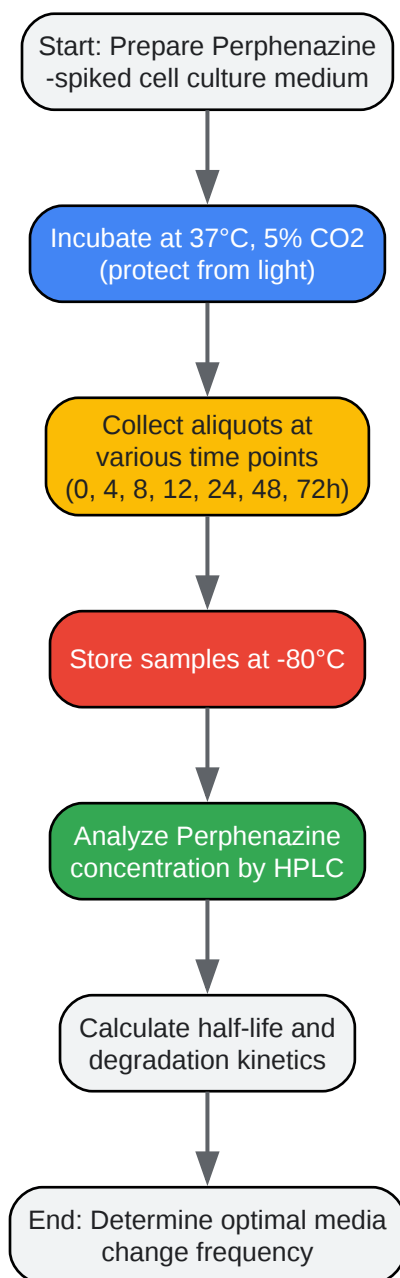 Start: Prepare Perphenazine
-spiked cell culture medium
Incubate at 37°C, 5% CO2
(protect from light)
Collect aliquots at
various time points
(0, 4, 8, 12, 24, 48, 72h)
Store samples at -80°C
Analyze Perphenazine
concentration by HPLC
Calculate half-life and
degradation kinetics
End: Determine optimal media
change frequency